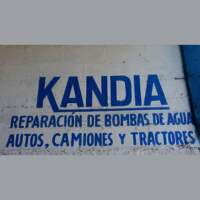 KANDIA
REPARACIÓN DE BOMBAS DE AGUA
AUTOS, CAMIONES Y TRACTORES